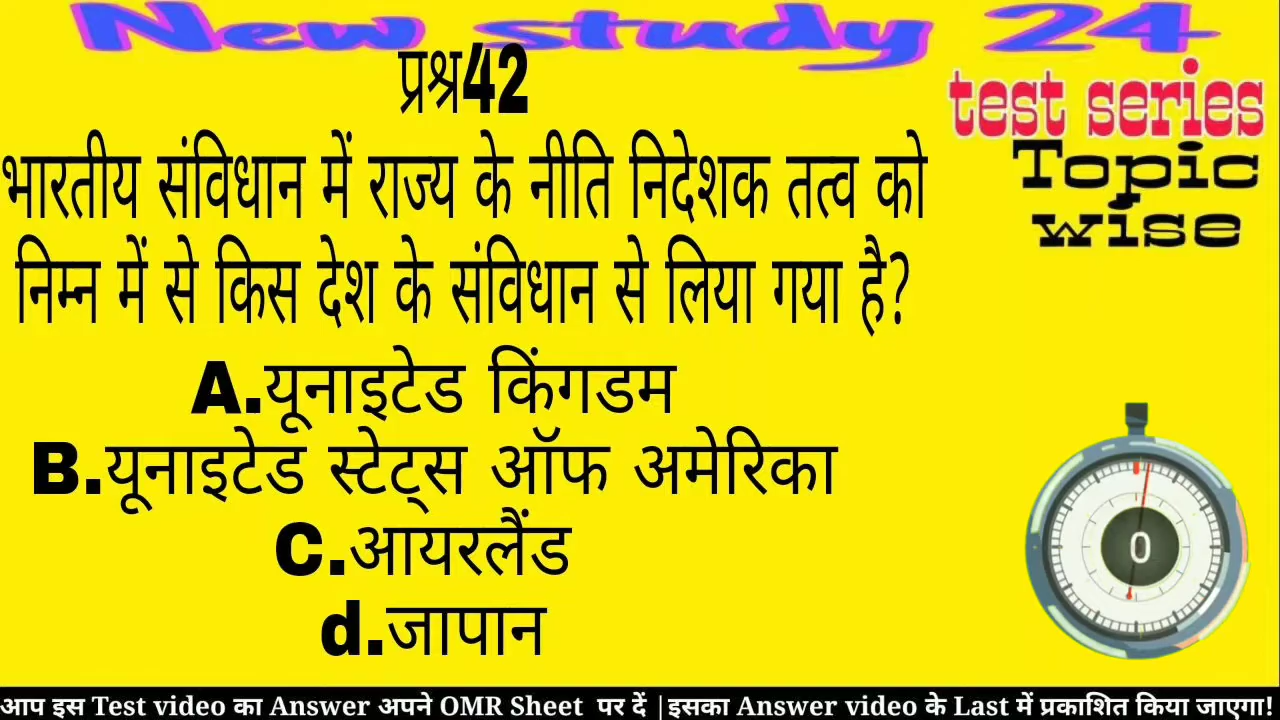 New study 24
test series
Topic
wise
प्रश्न42
भारतीय संविधान में राज्य के नीति निदेशक तत्व को
निम्न में से किस देश के संविधान से लिया गया है?
A.यूनाइटेड किंगडम
B.यूनाइटेड स्टेट्स ऑफ अमेरिका
C.आयरलैंड
d.जापान
0
आप इस Test video का Answer अपने OMR Sheet पर दें |इसका Answer video के Last में प्रकाशित किया जाएगा!